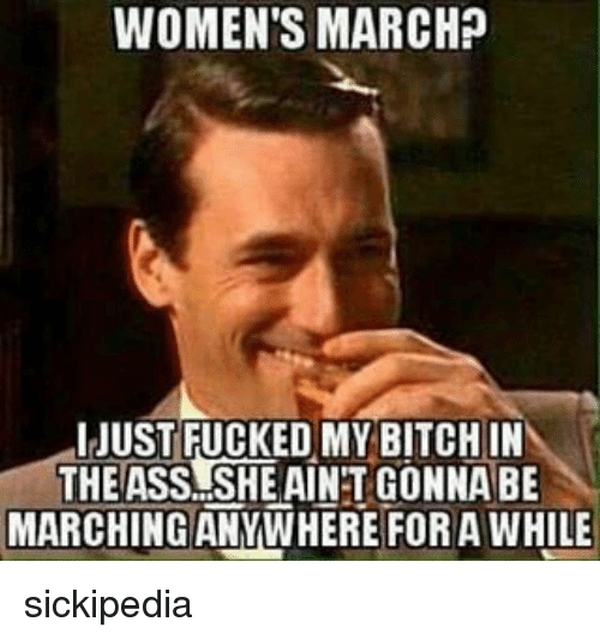 WOMEN'S MARCH?
I JUST FUCKED MY BITCH IN
THE ASS...SHE AIN'T GONNA BE
MARCHING ANYWHERE FOR A WHILE
sickipedia